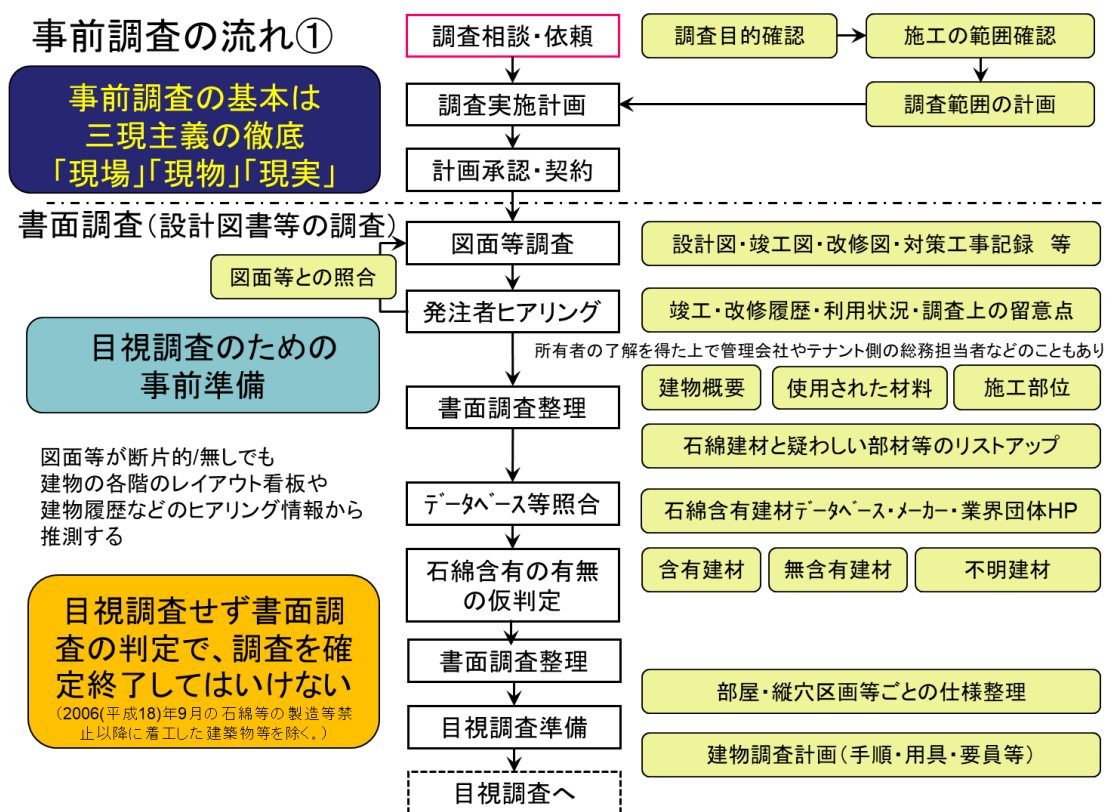 事前調査の流れ①
調査相談・依頼
調査目的確認
施工の範囲確認
事前調査の基本は
三現主義の徹底
「現場」「現物」「現実」
調査実施計画
調査範囲の計画
計画承認・契約
書面調査(設計図書等の調査)
図面等調査
設計図・竣工図・改修図・対策工事記録　等
図面等との照合
発注者ヒアリング
竣工・改修履歴・利用状況・調査上の留意点
所有者の了解を得た上で管理会社やテナント側の総務担当者などのこともあり
目視調査のための
事前準備
書面調査整理
建物概要
使用された材料
施工部位
石綿建材と疑わしい部材等のリストアップ
図面等が断片的/無しでも
建物の各階のレイアウト看板や
建物履歴などのヒアリング情報から
推測する
ﾃﾞｰﾀﾍﾞｰｽ等照合
石綿含有建材ﾃﾞｰﾀﾍﾞｰｽ・メーカー・業界団体HP
石綿含有の有無
の仮判定
含有建材
無含有建材
不明建材
目視調査せず書面調
査の判定で、調査を確
定終了してはいけない
(2006(平成18)年9月の石綿等の製造等禁
止以降に着工した建築物等を除く。)
書面調査整理
部屋・縦穴区画等ごとの仕様整理
目視調査準備
建物調査計画(手順・用具・要員等)
目視調査へ